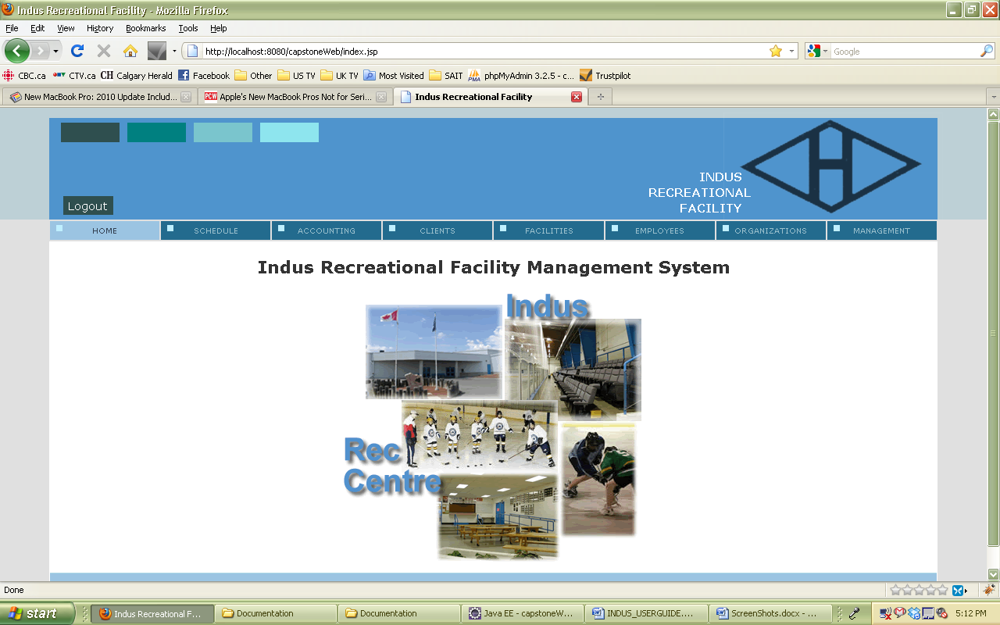 Indus Recreational Facility - Mozilla Firefox
File Edit View History Bookmarks Tools Help
http://localhost:8080/capstoneWeb/index.jsp
Google
CBC.ca CTV.ca CH Calgary Herald Facebook Other US TV UK TV Most Visited SAIT PMA phpMyAdmin 3.2.5 - c... Trustpilot
New MacBook Pro: 2010 Update Includ... PCW Apple's New MacBook Pros Not for Seri... Indus Recreational Facility
H
INDUS
RECREATIONAL
FACILITY
Logout
HOME SCHEDULE ACCOUNTING CLIENTS FACILITIES EMPLOYEES ORGANIZATIONS MANAGEMENT
Indus Recreational Facility Management System
Indus
Rec
Centre
Done
start Indus Recreational F... Documentation Documentation Java EE - capstoneW... INDUS_USERGUIDE.... ScreenShots.docx - ... 5:12 PM